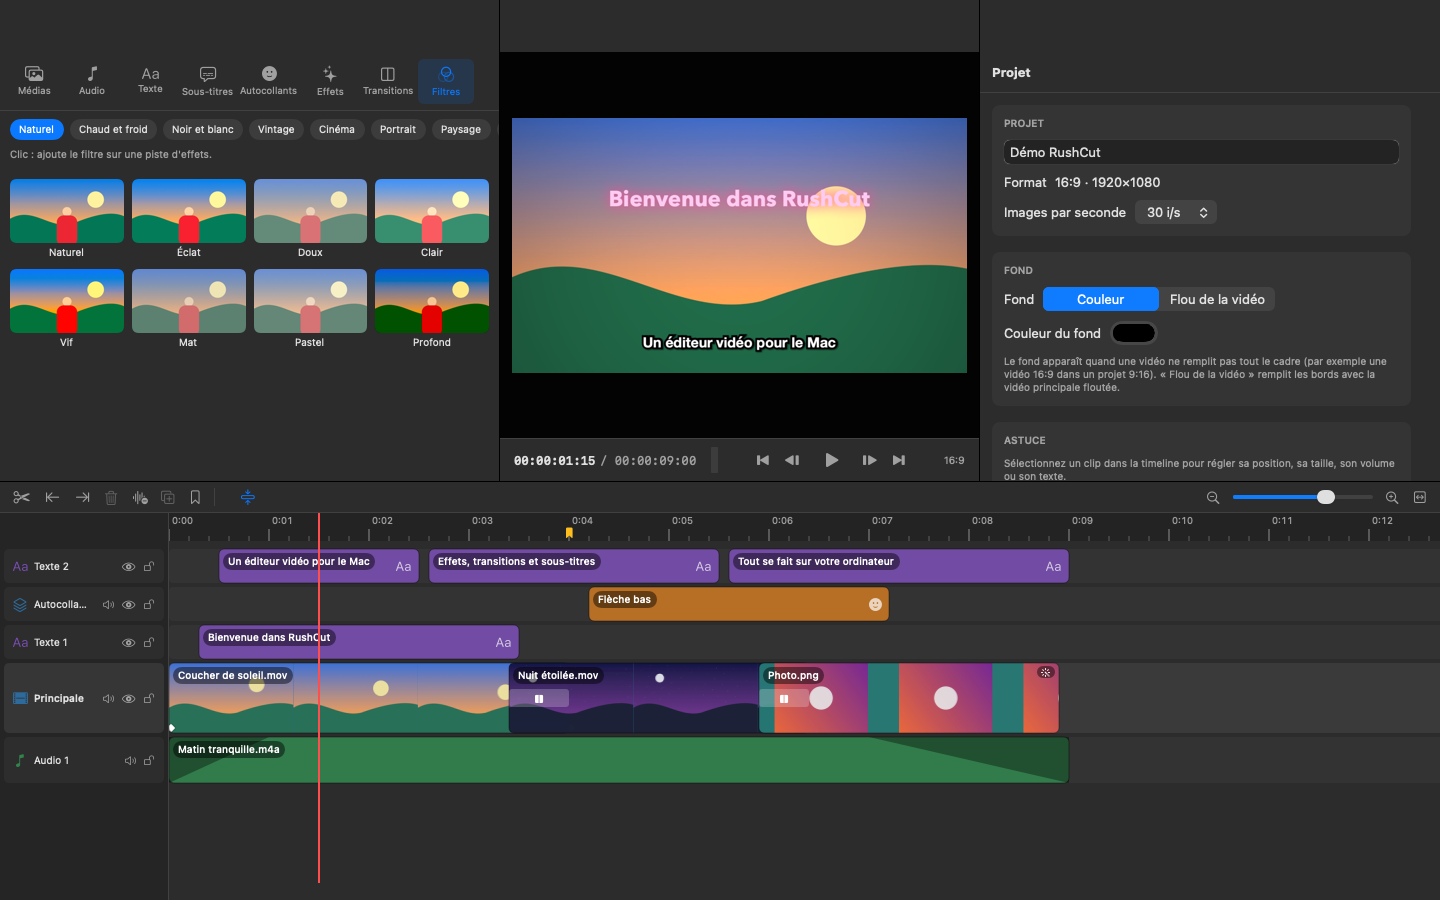 Médias
Audio
Texte
Sous-titres
Autocollants
Effets
Transitions
Filtres
Naturel
Chaud et froid
Noir et blanc
Vintage
Cinéma
Portrait
Paysage
Clic : ajoute le filtre sur une piste d'effets.
Naturel
Éclat
Doux
Clair
Vif
Mat
Pastel
Profond
Bienvenue dans RushCut
Un éditeur vidéo pour le Mac
00:00:01:15 / 00:00:09:00
16:9
Projet
PROJET
Démo RushCut
Format 16:9 · 1920×1080
Images par seconde 30 i/s
FOND
Fond Couleur Flou de la vidéo
Couleur du fond
Le fond apparaît quand une vidéo ne remplit pas tout le cadre (par exemple une
vidéo 16:9 dans un projet 9:16). « Flou de la vidéo » remplit les bords avec la
vidéo principale floutée.
ASTUCE
Sélectionnez un clip dans la timeline pour régler sa position, sa taille, son volume
ou son texte.
0:00 0:01 0:02 0:03 0:04 0:05 0:06 0:07 0:08 0:09 0:10 0:11 0:12
Aa Texte 2
Un éditeur vidéo pour le Mac Aa
Effets, transitions et sous-titres Aa
Tout se fait sur votre ordinateur Aa
Autocolla...
Flèche bas
Aa Texte 1
Bienvenue dans RushCut Aa
Principale
Coucher de soleil.mov
Nuit étoilée.mov
Photo.png
Audio 1
Matin tranquille.m4a